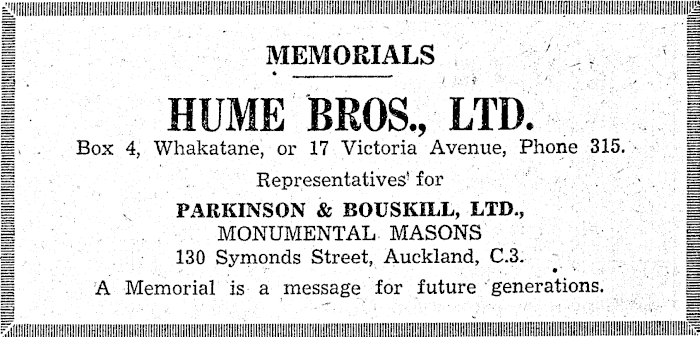 MEMORIALS
HUME BROS., LTD.
Box 4, Whakatane, or 17 Victoria Avenue, Phone 315.
Representatives for
PARKINSON & BOUSKILL, LTD.,
MONUMENTAL MASONS
130 Symonds Street, Auckland, C.3.
A Memorial is a message for future generations.